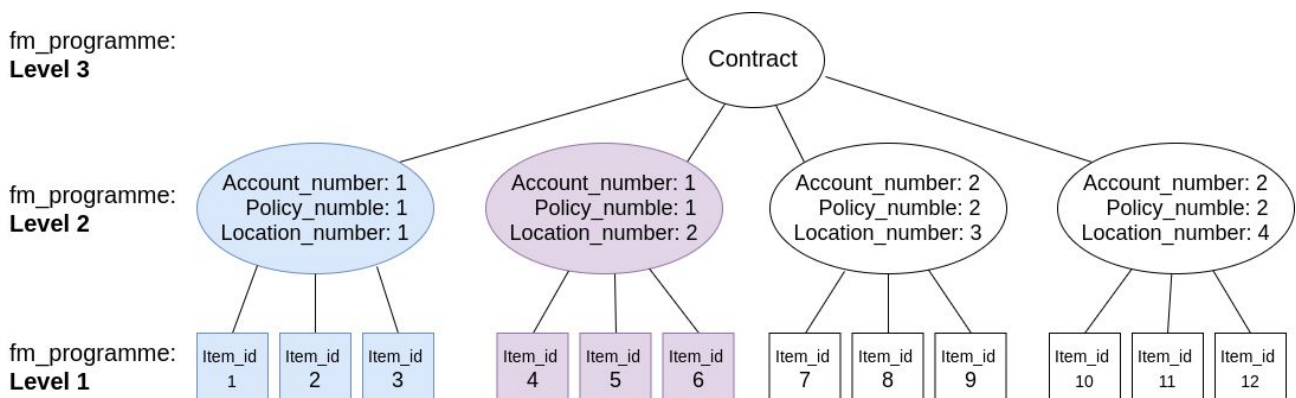 fm_programme:
Level 3
Contract
fm_programme:
Level 2
Account_number: 1
Policy_numble: 1
Location_number: 1
Account_number: 1
Policy_numble: 1
Location_number: 2
Account_number: 2
Policy_numble: 2
Location_number: 3
Account_number: 2
Policy_numble: 2
Location_number: 4
fm_programme:
Level 1
Item_id
1
Item_id
2
Item_id
3
Item_id
4
Item_id
5
Item_id
6
Item_id
7
Item_id
8
Item_id
9
Item_id
10
Item_id
11
Item_id
12